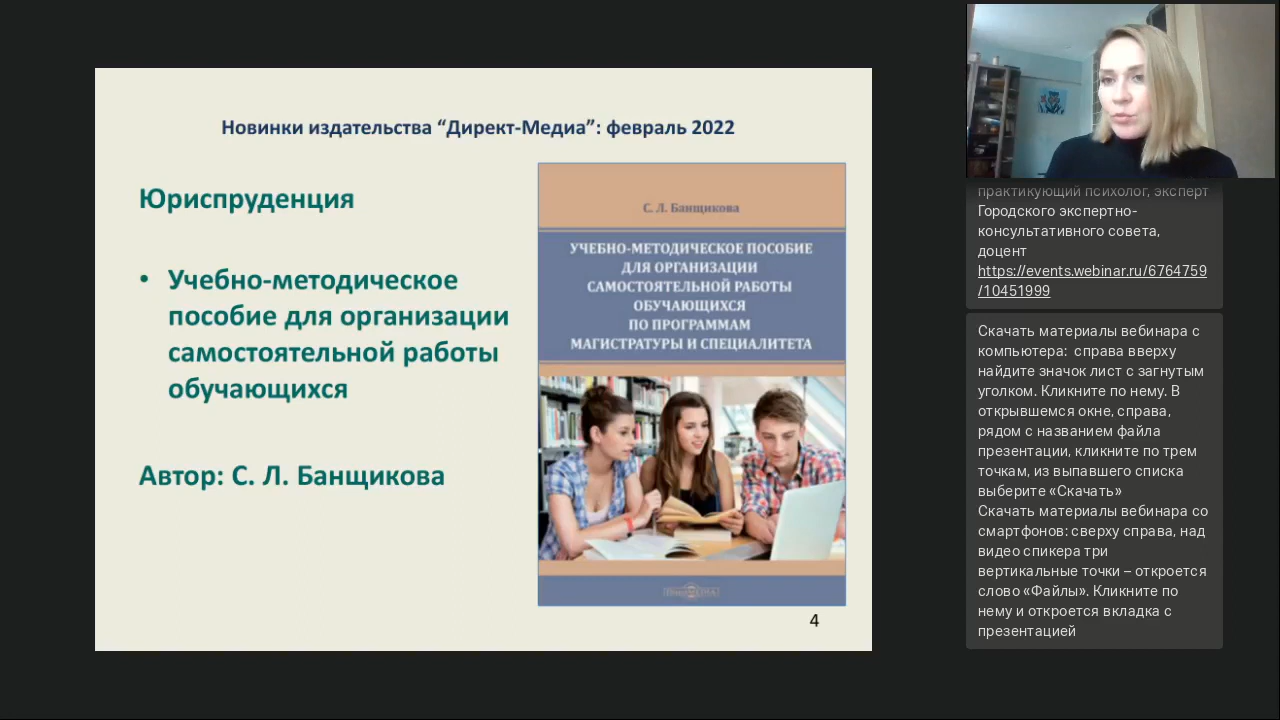 Новинки издательства “Директ-Медиа”: февраль 2022
Юриспруденция
• Учебно-методическое
пособие для организации
самостоятельной работы
обучающихся
Автор: С. Л. Банщикова
С. Л. Банщикова
УЧЕБНО-МЕТОДИЧЕСКОЕ ПОСОБИЕ
ДЛЯ ОРГАНИЗАЦИИ
САМОСТОЯТЕЛЬНОЙ РАБОТЫ
ОБУЧАЮЩИХСЯ
ПО ПРОГРАММАМ
МАГИСТРАТУРЫ И СПЕЦИАЛИТЕТА
4
практикующий психолог, эксперт
Городского экспертно-
консультативного совета,
доцент
https://events.webinar.ru/6764759
/10451999
Скачать материалы вебинара с
компьютера: справа вверху
найдите значок лист с загнутым
уголком. Кликните по нему. В
открывшемся окне, справа,
рядом с названием файла
презентации, кликните по трем
точкам, из выпавшего списка
выберите «Скачать»
Скачать материалы вебинара со
смартфонов: сверху справа, над
видео спикера три
вертикальные точки – откроется
слово «Файлы». Кликните по
нему и откроется вкладка с
презентацией